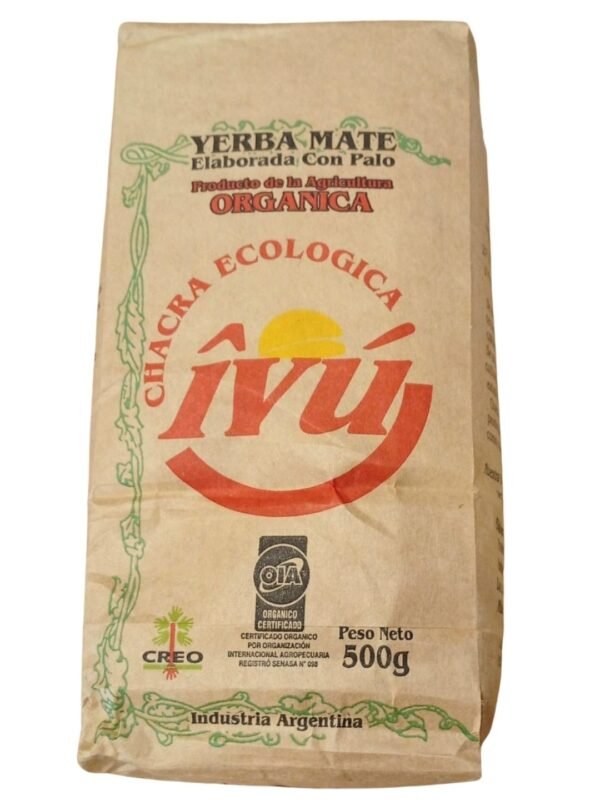 YERBA MATE
Elaborada Con Palo
Producto de la Agricultura
ORGANICA
CHACRA ECOLOGICA
îvú
OIA
ORGANICO
CERTIFICADO
CERTIFICADO ORGANICO
POR ORGANIZACIÓN
INTERNACIONAL AGROPECUARIA
REGISTRÓ SENASA N° 098
CREO
Peso Neto
500g
Industria Argentina